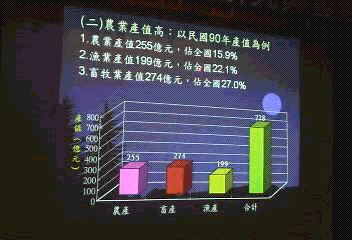 (二)農業產值高：以民國90年產值為例
1.農業產值255億元，佔全國15.9%
2.漁業產值199億元，佔全國22.1%
3.畜牧業產值274億元，佔全國27.0%
產值(億元)
800
700
600
500
400
300
200
100
0
255
274
199
728
農產
畜產
漁產
合計